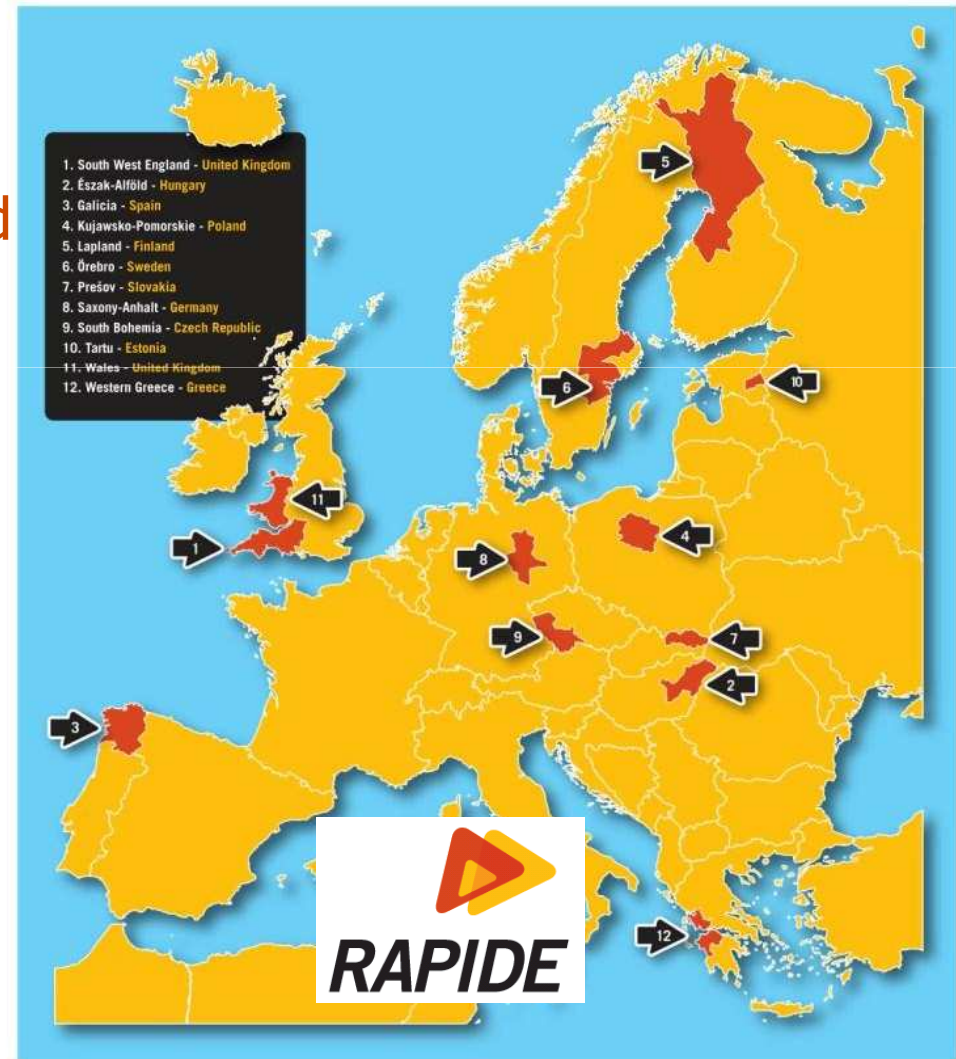 d
1. South West England - United Kingdom
2. Észak-Alföld - Hungary
3. Galicia - Spain
4. Kujawsko-Pomorskie - Poland
5. Lapland - Finland
6. Örebro - Sweden
7. Prešov - Slovakia
8. Saxony-Anhalt - Germany
9. South Bohemia - Czech Republic
10. Tartu - Estonia
11. Wales - United Kingdom
12. Western Greece - Greece
5
6
10
11
1
4
8
9
7
2
3
12
RAPIDE